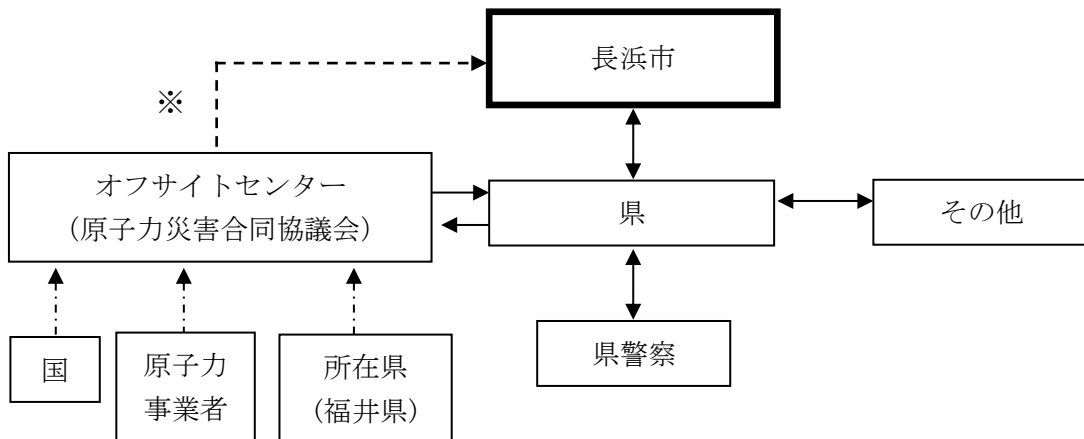 長浜市
※
オフサイトセンター
（原子力災害合同協議会）
県
その他
国
原子力
事業者
所在県
（福井県）
県警察